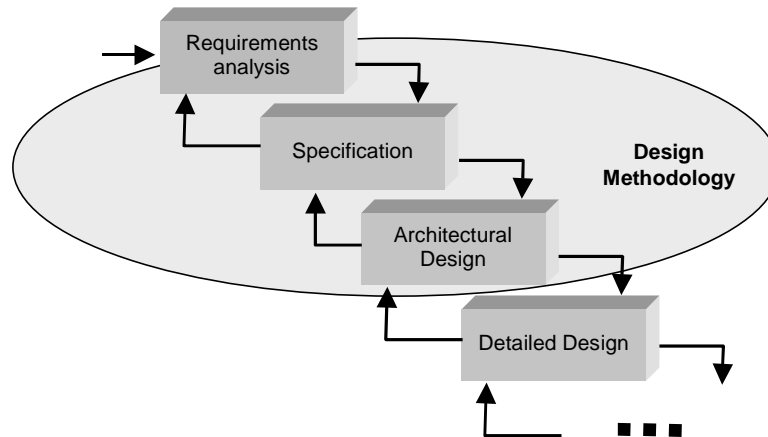 Requirements
analysis
Specification
Design
Methodology
Architectural
Design
Detailed Design